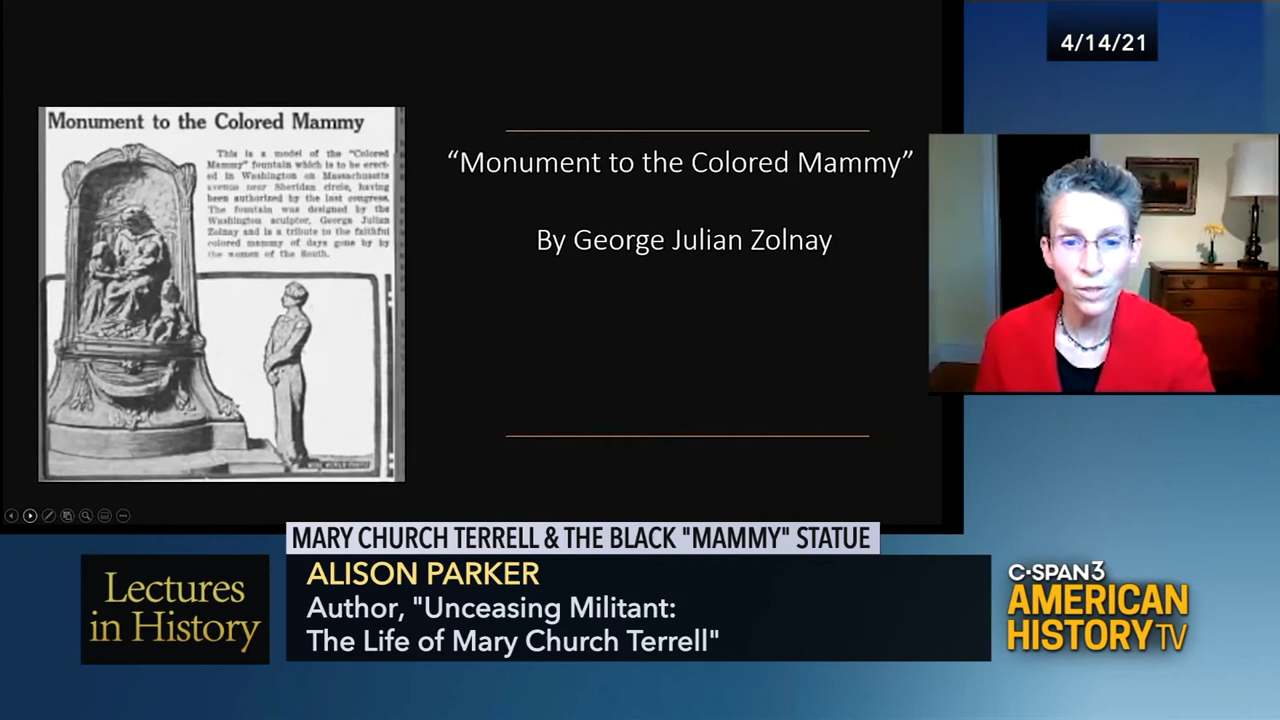 4/14/21
Monument to the Colored Mammy
This is a model of the "Colored
Mammy" fountain which is to be erect-
ed in Washington on Massachusetts
avenue near Sheridan circle, having
been authorized by the last congress.
The fountain was designed by the
Washington sculptor, George Julian
Zolnay and is a tribute to the faithful
colored mammy of days gone by by
the women of the South.
“Monument to the Colored Mammy”
By George Julian Zolnay
MARY CHURCH TERRELL & THE BLACK "MAMMY" STATUE
Lectures
in History
ALISON PARKER
Author, "Unceasing Militant:
The Life of Mary Church Terrell"
C-SPAN3
AMERICAN
HISTORY TV